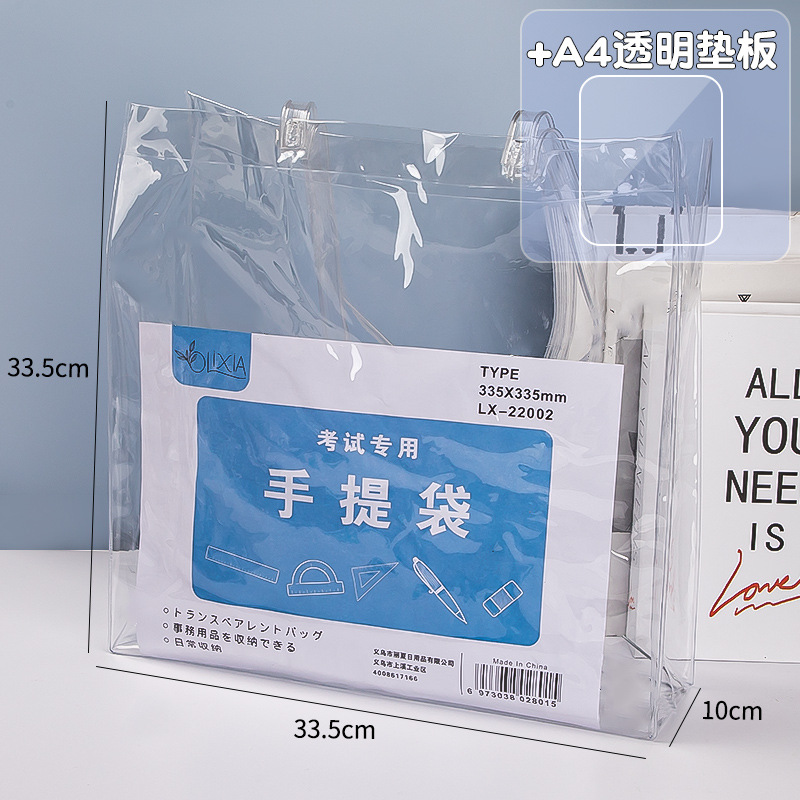 +A4透明垫板
33.5cm
OLIXIA
TYPE
335X335mm
LX-22002
考试专用
手提袋
○トランスペアレントバッグ
○事務用品を収納できる
○日常収納
义乌市丽夏日用品有限公司
义乌市上溪工业区
4008617166
Made In China
6 973038 028015
ALL
YOU
NEE
IS
Love
33.5cm
10cm